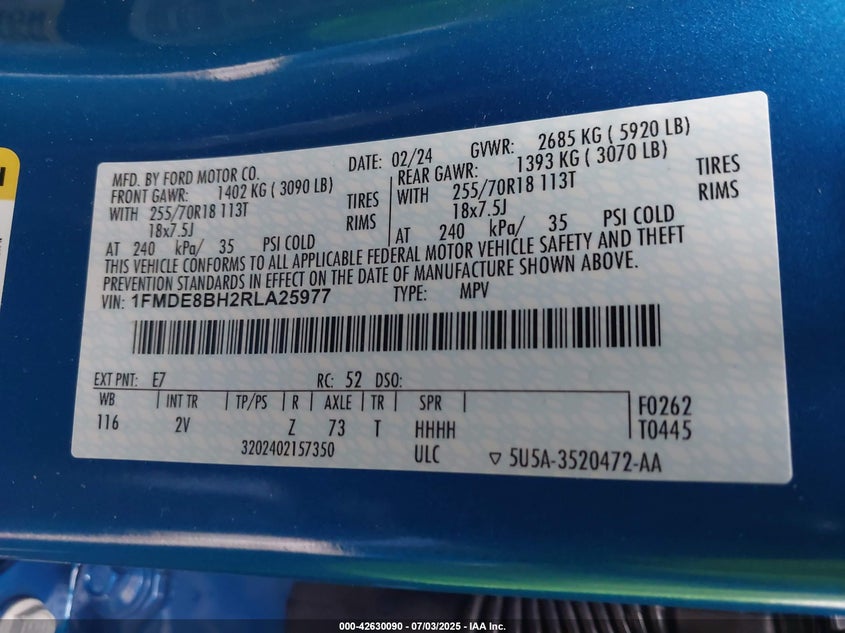 MFD. BY FORD MOTOR CO. DATE: 02/24 GVWR: 2685 KG ( 5920 LB)
FRONT GAWR: 1402 KG ( 3090 LB) REAR GAWR: 1393 KG ( 3070 LB)
WITH 255/70R18 113T TIRES WITH 255/70R18 113T TIRES
18x7.5J RIMS 18x7.5J RIMS
AT 240 kPa/ 35 PSI COLD AT 240 kPa/ 35 PSI COLD
THIS VEHICLE CONFORMS TO ALL APPLICABLE FEDERAL MOTOR VEHICLE SAFETY AND THEFT
PREVENTION STANDARDS IN EFFECT ON THE DATE OF MANUFACTURE SHOWN ABOVE.
VIN: 1FMDE8BH2RLA25977 TYPE: MPV
EXT PNT: E7 RC: 52 DSO:
WB INT TR TP/PS R AXLE TR SPR F0262
116 2V Z 73 T HHHH T0445
3202402157350 ULC ▽ 5U5A-3520472-AA
000-42630090 - 07/03/2025 - IAA Inc.